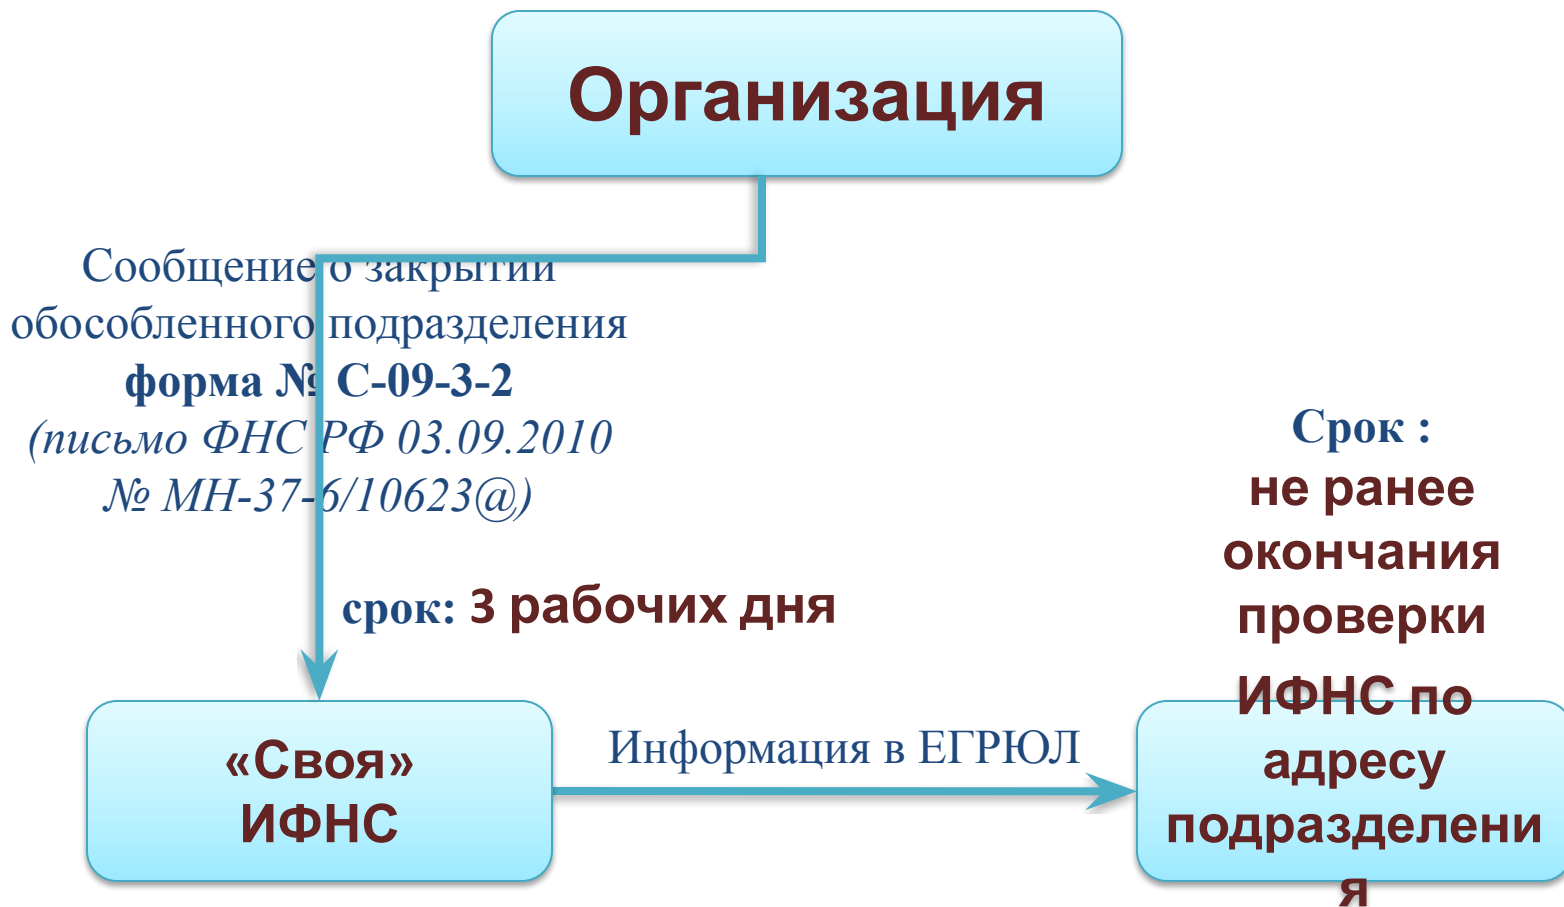 Организация
Сообщение о закрытии
обособленного подразделения
форма № С-09-3-2
(письмо ФНС РФ 03.09.2010
№ МН-37-6/10623@)
срок: 3 рабочих дня
«Своя»
ИФНС
Информация в ЕГРЮЛ
Срок :
не ранее
окончания
проверки
ИФНС по
адресу
подразделени
я